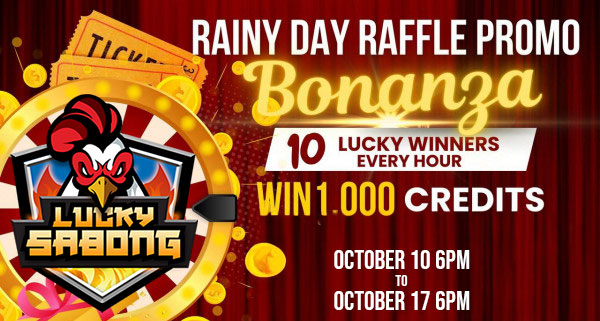 TICKET
RAINY DAY RAFFLE PROMO
Bonanza
10 LUCKY WINNERS
EVERY HOUR
WIN 1.000 CREDITS
LUCKY
SABONG
OCTOBER 10 6PM
TO
OCTOBER 17 6PM